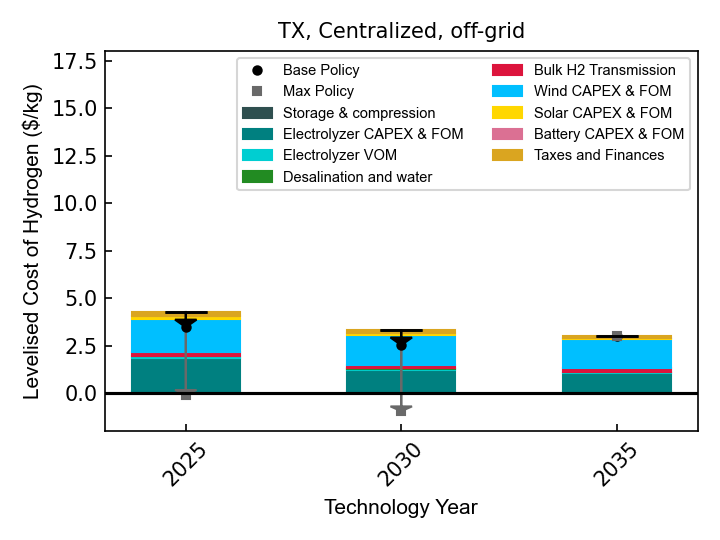 TX, Centralized, off-grid
Levelised Cost of Hydrogen ($/kg)
17.5
15.0
12.5
10.0
7.5
5.0
2.5
0.0
Base Policy
Max Policy
Storage & compression
Electrolyzer CAPEX & FOM
Electrolyzer VOM
Desalination and water
Bulk H2 Transmission
Wind CAPEX & FOM
Solar CAPEX & FOM
Battery CAPEX & FOM
Taxes and Finances
2025
2030
2035
Technology Year